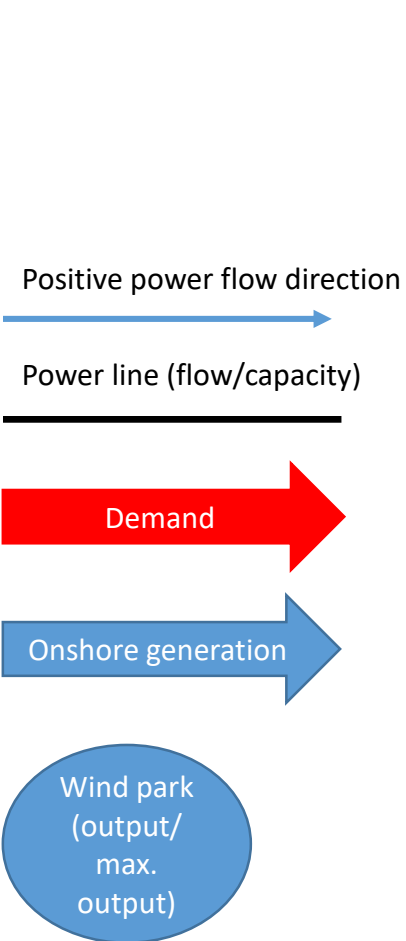 Positive power flow direction
Power line (flow/capacity)
Demand
Onshore generation
Wind park
(output/
max.
output)